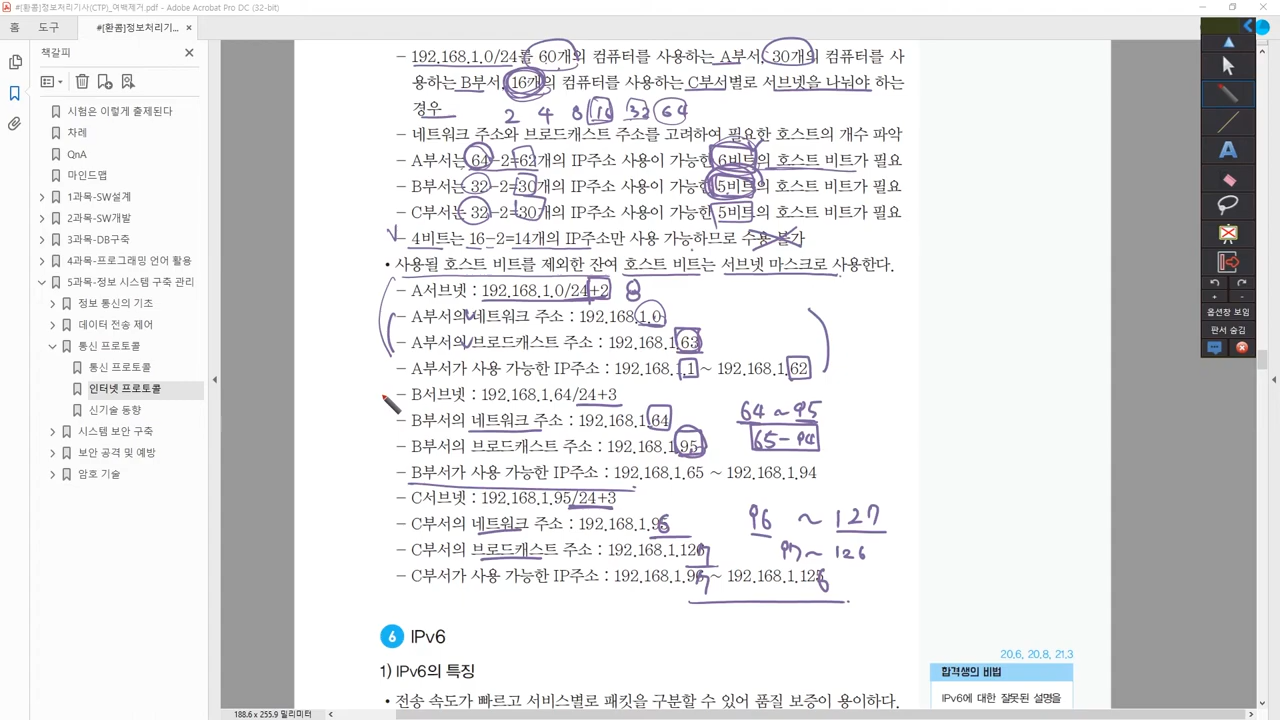 #[환콤]정보처리기사(CTP)_여백제거.pdf - Adobe Acrobat Pro DC (32-bit)
홈 도구 #[환콤]정보처리기... ×
책갈피
시험은 이렇게 출제된다
차례
QnA
마인드맵
1과목-SW설계
2과목-SW개발
3과목-DB구축
4과목-프로그래밍 언어 활용
5과목-정보 시스템 구축 관리
정보 통신의 기초
데이터 전송 제어
통신 프로토콜
통신 프로토콜
인터넷 프로토콜
신기술 동향
시스템 보안 구축
보안 공격 및 예방
암호 기술
- 192.168.1.0/24를 60개의 컴퓨터를 사용하는 A부서, 30개의 컴퓨터를 사
용하는 B부서, 16개의 컴퓨터를 사용하는 C부서별로 서브넷을 나눠야 하는
경우
2 4 8 16 32 64
- 네트워크 주소와 브로드캐스트 주소를 고려하여 필요한 호스트의 개수 파악
- A부서는 64-2=62개의 IP주소 사용이 가능한 6비트의 호스트 비트가 필요
- B부서는 32-2=30개의 IP주소 사용이 가능한 5비트의 호스트 비트가 필요
- C부서는 32-2=30개의 IP주소 사용이 가능한 5비트의 호스트 비트가 필요
- 4비트는 16-2=14개의 IP주소만 사용 가능하므로 수용 불가
• 사용될 호스트 비트를 제외한 잔여 호스트 비트는 서브넷 마스크로 사용한다.
- A서브넷 : 192.168.1.0/24+2 8
- A부서의 네트워크 주소 : 192.168.1.0
- A부서의 브로드캐스트 주소 : 192.168.1.63
- A부서가 사용 가능한 IP주소 : 192.168.1.1 ~ 192.168.1.62
- B서브넷 : 192.168.1.64/24+3
- B부서의 네트워크 주소 : 192.168.1.64 64 ~ 95
- B부서의 브로드캐스트 주소 : 192.168.1.95 65 - 94
- B부서가 사용 가능한 IP주소 : 192.168.1.65 ~ 192.168.1.94
- C서브넷 : 192.168.1.95/24+3
- C부서의 네트워크 주소 : 192.168.1.96 96 ~ 127
- C부서의 브로드캐스트 주소 : 192.168.1.127 97 ~ 126
- C부서가 사용 가능한 IP주소 : 192.168.1.97 ~ 192.168.1.126
6 IPv6
1) IPv6의 특징
• 전송 속도가 빠르고 서비스별로 패킷을 구분할 수 있어 품질 보증이 용이하다.
20.6, 20.8, 21.3
합격생의 비법
IPv6에 대한 잘못된 설명을
188.6 x 255.9 밀리미터
옵션창 보임
판서 숨김